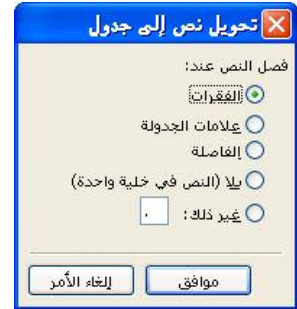 تحويل نص إلى جدول
فصل النص عند:
الفقرات
علامات الجدولة
الفاصلة
بلا (النص في خلية واحدة)
غير ذلك: .
موافق
إلغاء الأمر